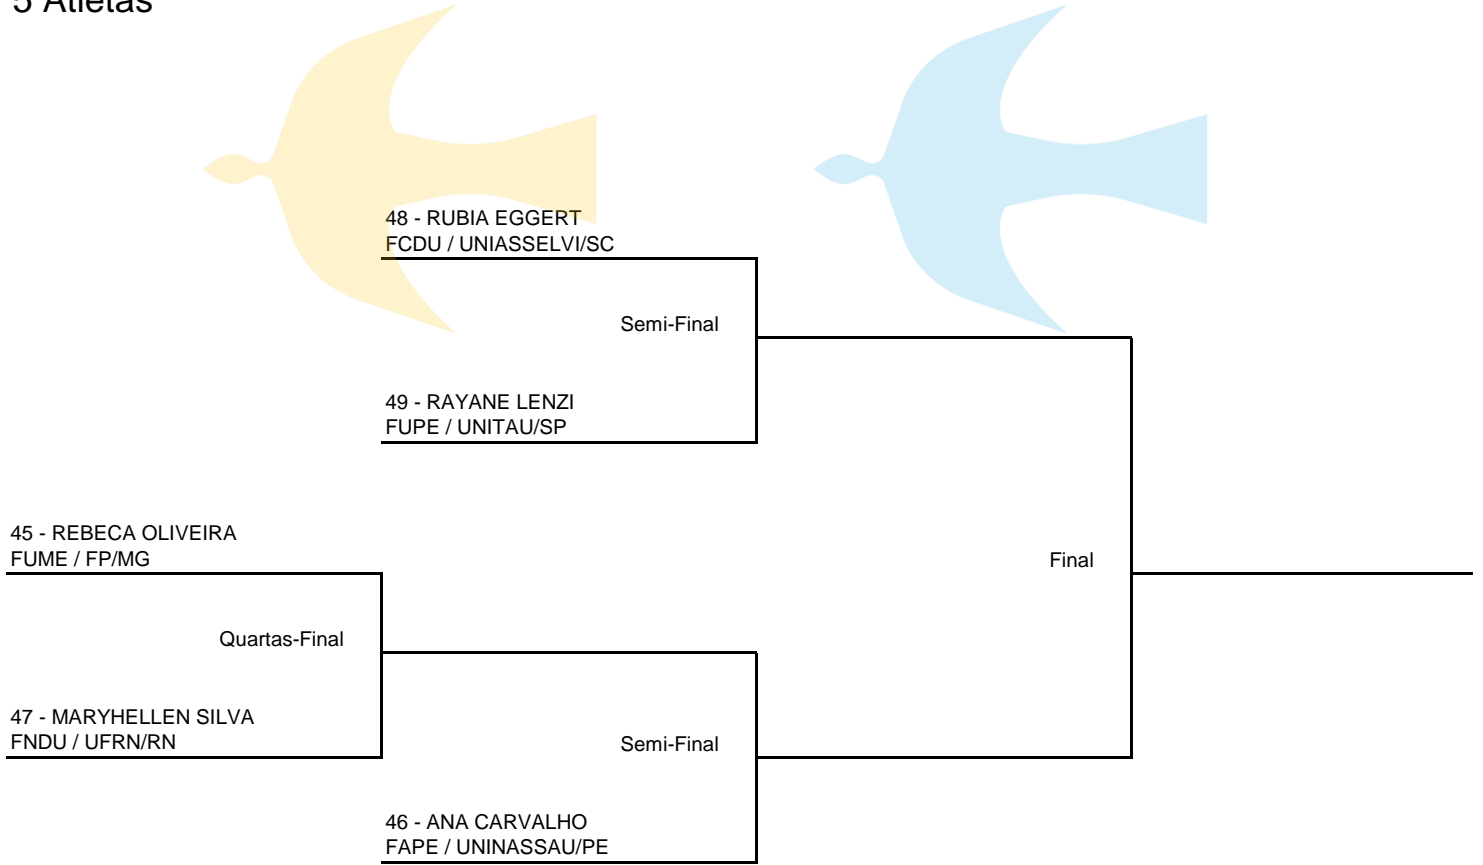 5 Atletas
48 - RUBIA EGGERT
FCDU / UNIASSELVI/SC
Semi-Final
49 - RAYANE LENZI
FUPE / UNITAU/SP
45 - REBECA OLIVEIRA
FUME / FP/MG
Final
Quartas-Final
47 - MARYHELLEN SILVA
FNDU / UFRN/RN
Semi-Final
46 - ANA CARVALHO
FAPE / UNINASSAU/PE